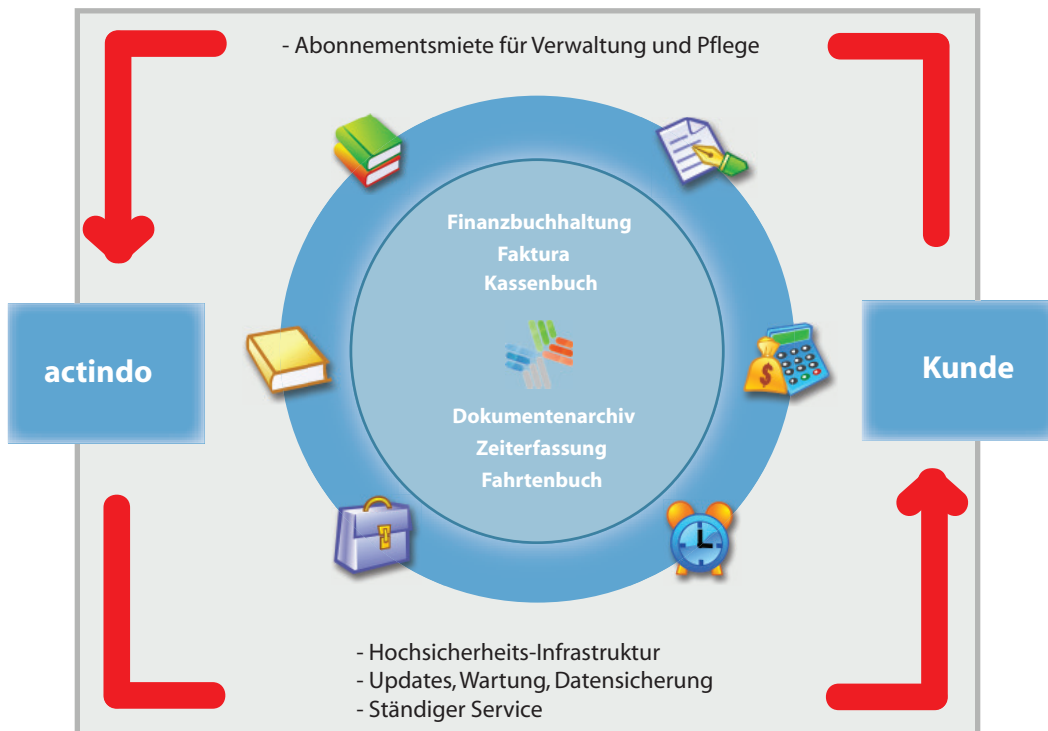 - Abonnementsmiete für Verwaltung und Pflege
Finanzbuchhaltung
Faktura
Kassenbuch
actindo
Kunde
Dokumentenarchiv
Zeiterfassung
Fahrtenbuch
- Hochsicherheits-Infrastruktur
- Updates, Wartung, Datensicherung
- Ständiger Service